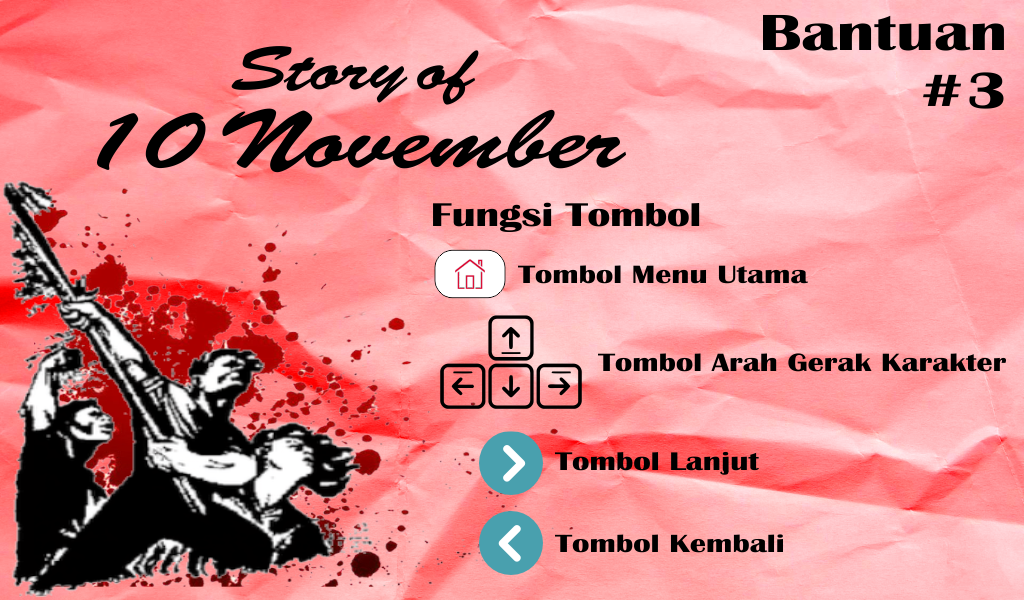 Bantuan
#3
Story of
10 November
Fungsi Tombol
Tombol Menu Utama
Tombol Arah Gerak Karakter
Tombol Lanjut
Tombol Kembali